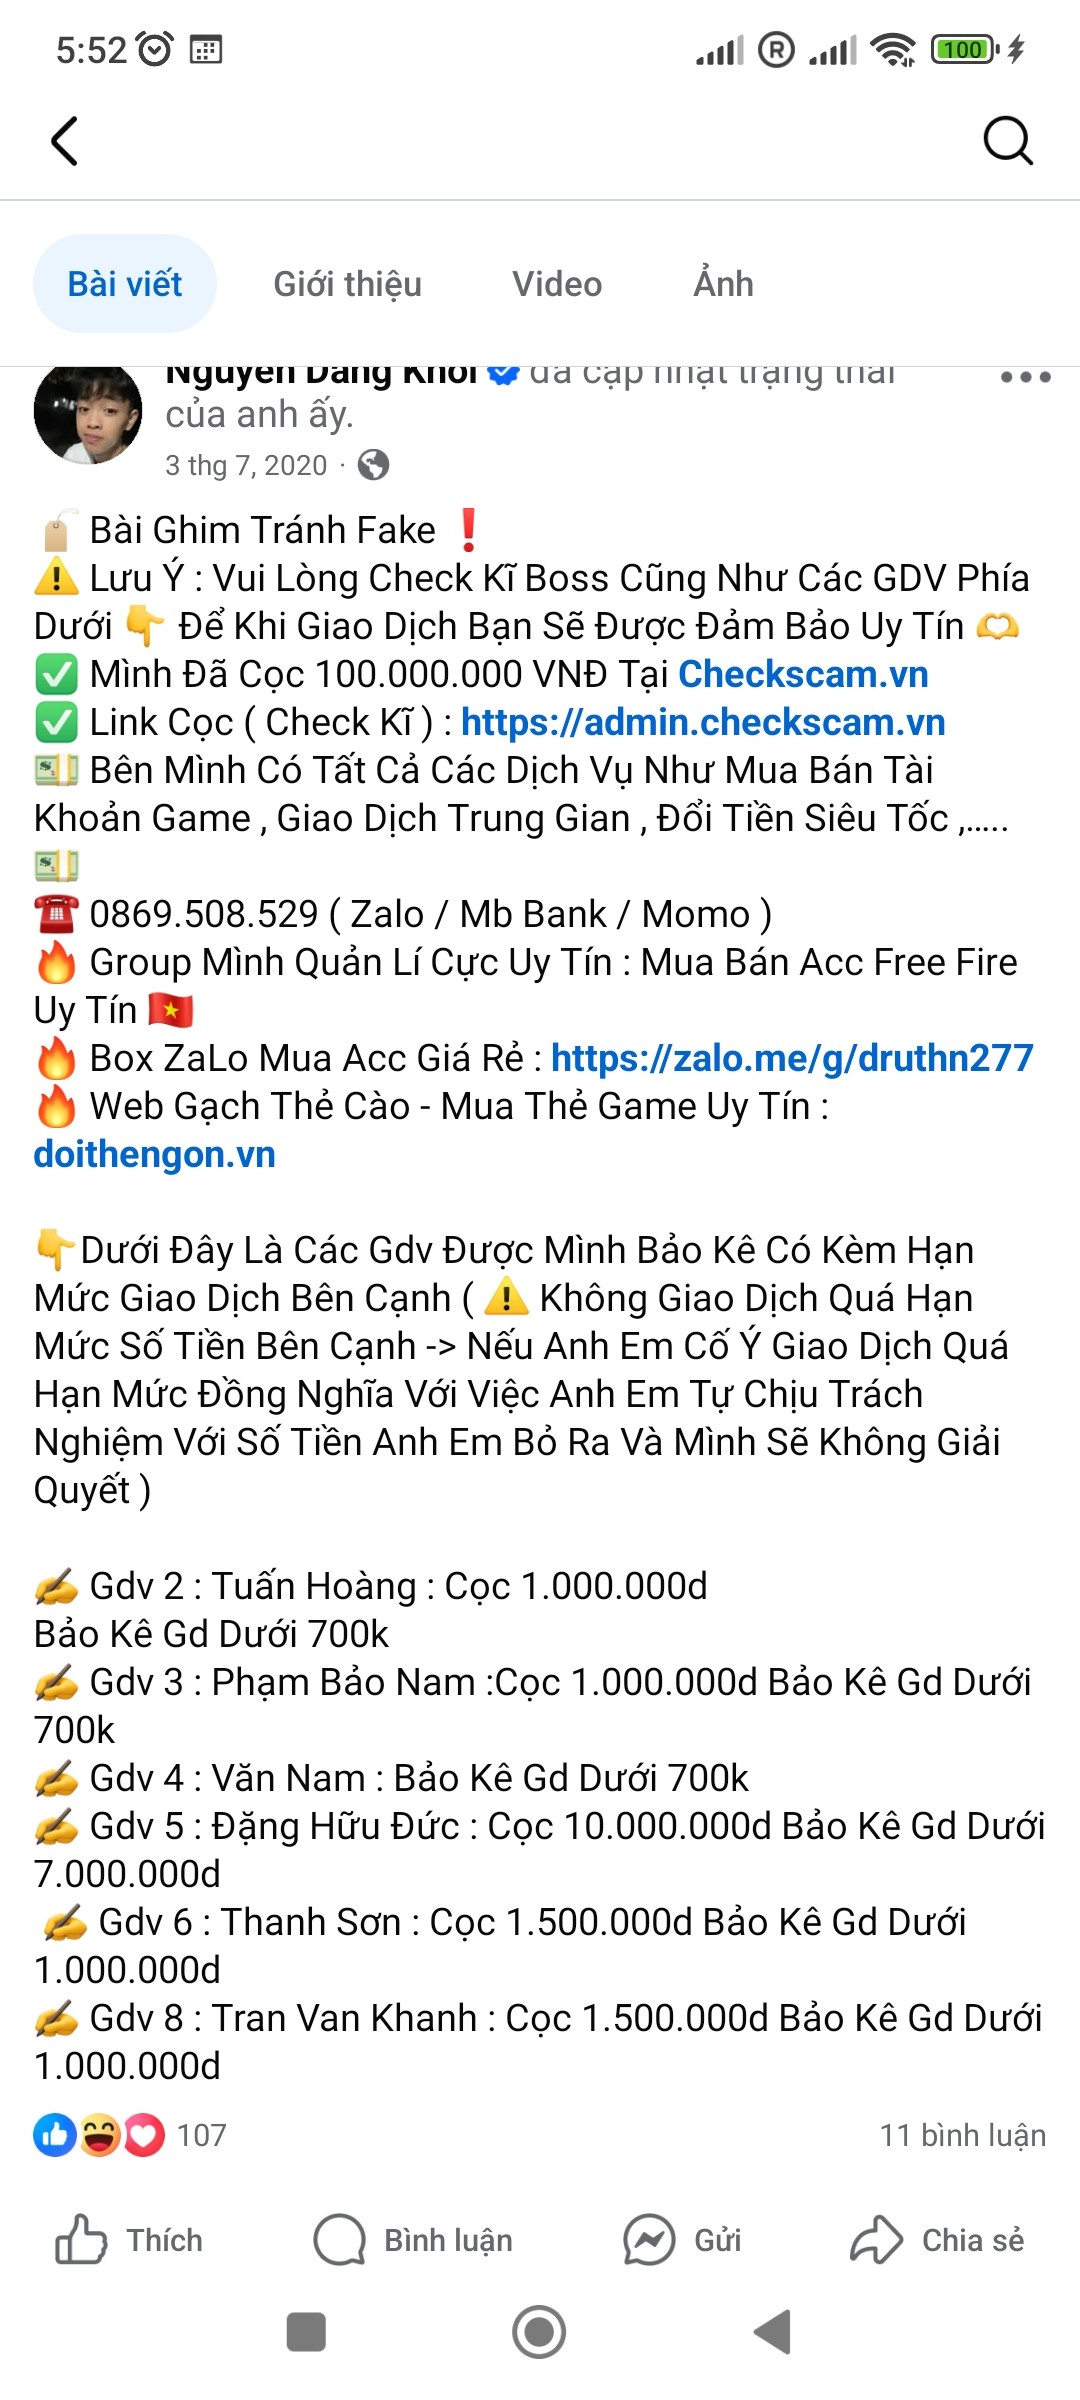 5:52
R
100
Bài viết
Giới thiệu
Video
Ảnh
Nguyễn Đăng Khôi đã cập nhật trạng thái
của anh ấy.
3 thg 7, 2020 ·
🏷️ Bài Ghim Tránh Fake ❗
⚠️ Lưu Ý : Vui Lòng Check Kĩ Boss Cũng Như Các GDV Phía
Dưới 👇 Để Khi Giao Dịch Bạn Sẽ Được Đảm Bảo Uy Tín 🫶
✅ Mình Đã Cọc 100.000.000 VNĐ Tại Checkscam.vn
✅ Link Cọc ( Check Kĩ ) : https://admin.checkscam.vn
💵 Bên Mình Có Tất Cả Các Dịch Vụ Như Mua Bán Tài
Khoản Game , Giao Dịch Trung Gian , Đổi Tiền Siêu Tốc ,…..
💵
☎️ 0869.508.529 ( Zalo / Mb Bank / Momo )
🔥 Group Mình Quản Lí Cực Uy Tín : Mua Bán Acc Free Fire
Uy Tín 🇻🇳
🔥 Box ZaLo Mua Acc Giá Rẻ : https://zalo.me/g/druthn277
🔥 Web Gạch Thẻ Cào - Mua Thẻ Game Uy Tín :
doithengon.vn
👇Dưới Đây Là Các Gdv Được Mình Bảo Kê Có Kèm Hạn
Mức Giao Dịch Bên Cạnh ( ⚠️ Không Giao Dịch Quá Hạn
Mức Số Tiền Bên Cạnh -> Nếu Anh Em Cố Ý Giao Dịch Quá
Hạn Mức Đồng Nghĩa Với Việc Anh Em Tự Chịu Trách
Nghiệm Với Số Tiền Anh Em Bỏ Ra Và Mình Sẽ Không Giải
Quyết )
✍️ Gdv 2 : Tuấn Hoàng : Cọc 1.000.000d
Bảo Kê Gd Dưới 700k
✍️ Gdv 3 : Phạm Bảo Nam :Cọc 1.000.000d Bảo Kê Gd Dưới
700k
✍️ Gdv 4 : Văn Nam : Bảo Kê Gd Dưới 700k
✍️ Gdv 5 : Đặng Hữu Đức : Cọc 10.000.000d Bảo Kê Gd Dưới
7.000.000d
✍️ Gdv 6 : Thanh Sơn : Cọc 1.500.000d Bảo Kê Gd Dưới
1.000.000d
✍️ Gdv 8 : Tran Van Khanh : Cọc 1.500.000d Bảo Kê Gd Dưới
1.000.000d
107
11 bình luận
Thích
Bình luận
Gửi
Chia sẻ